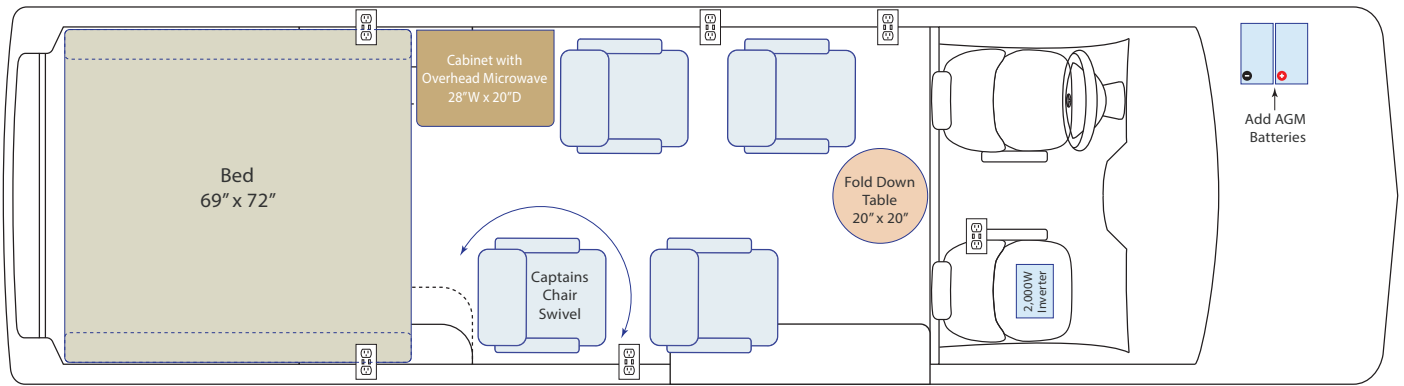 Bed
69” x 72”
Cabinet with
Overhead Microwave
28”W x 20”D
Captains
Chair
Swivel
Fold Down
Table
20” x 20”
2,000W
Inverter
Add AGM
Batteries